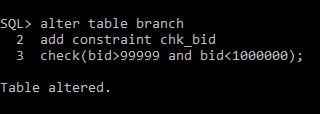 SQL> alter table branch
2 add constraint chk_bid
3 check(bid>99999 and bid<1000000);
Table altered.